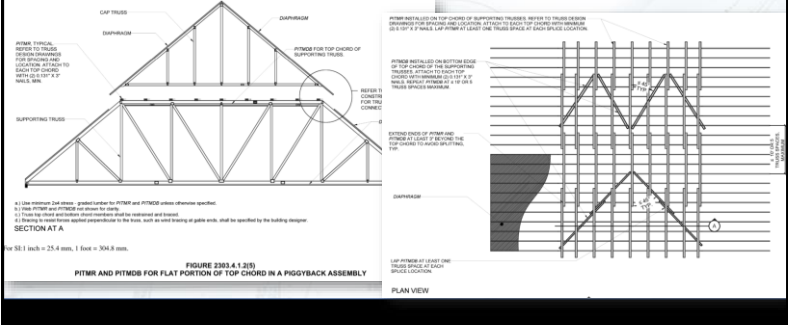 CAP TRUSS
DIAPHRAGM
DIAPHRAGM
PITMR, TYPICAL.
REFER TO TRUSS
DESIGN DRAWINGS
FOR SPACING AND
LOCATION. ATTACH TO
EACH TOP CHORD
WITH (2) 0.131" X 3"
NAILS, MIN.
PITMDB FOR TOP CHORD OF
SUPPORTING TRUSS
REFER T
CONSTR
FOR TRU
CONNEC
SUPPORTING TRUSS
D
a.) Use minimum 2x4 stress - graded lumber for PITMR and PITMDB unless otherwise specified.
b.) Web PITMR and PITMDB not shown for clarity.
c.) Truss top chord and bottom chord members shall be restrained and braced.
d.) Bracing to resist forces applied perpendicular to the truss, such as wind bracing at gable ends, shall be specified by the building designer.
SECTION AT A
For SI:1 inch = 25.4 mm, 1 foot = 304.8 mm.
FIGURE 2303.4.1.2(5)
PITMR AND PITMDB FOR FLAT PORTION OF TOP CHORD IN A PIGGYBACK ASSEMBLY
PITMR INSTALLED ON TOP CHORD OF SUPPORTING TRUSSES. REFER TO TRUSS DESIGN
DRAWINGS FOR SPACING AND LOCATION. ATTACH TO EACH TOP CHORD WITH MINIMUM
(2) 0.131" X 3" NAILS. LAP PITMR AT LEAST ONE TRUSS SPACE AT EACH SPLICE LOCATION.
PITMDB INSTALLED ON BOTTOM EDGE
OF TOP CHORD OF THE SUPPORTING
TRUSSES. ATTACH TO EACH TOP
CHORD WITH MINIMUM (2) 0.131" X 3"
NAILS. REPEAT PITMDB AT ≤ 10' OR 5
TRUSS SPACES MAXIMUM.
EXTEND ENDS OF PITMR AND
PITMDB AT LEAST 3" BEYOND THE
TOP CHORD TO AVOID SPLITTING,
TYP.
TRUSS SPACES,
MAXIMUM
DIAPHRAGM
A
LAP PITMDB AT LEAST ONE
TRUSS SPACE AT EACH
SPLICE LOCATION.
PLAN VIEW